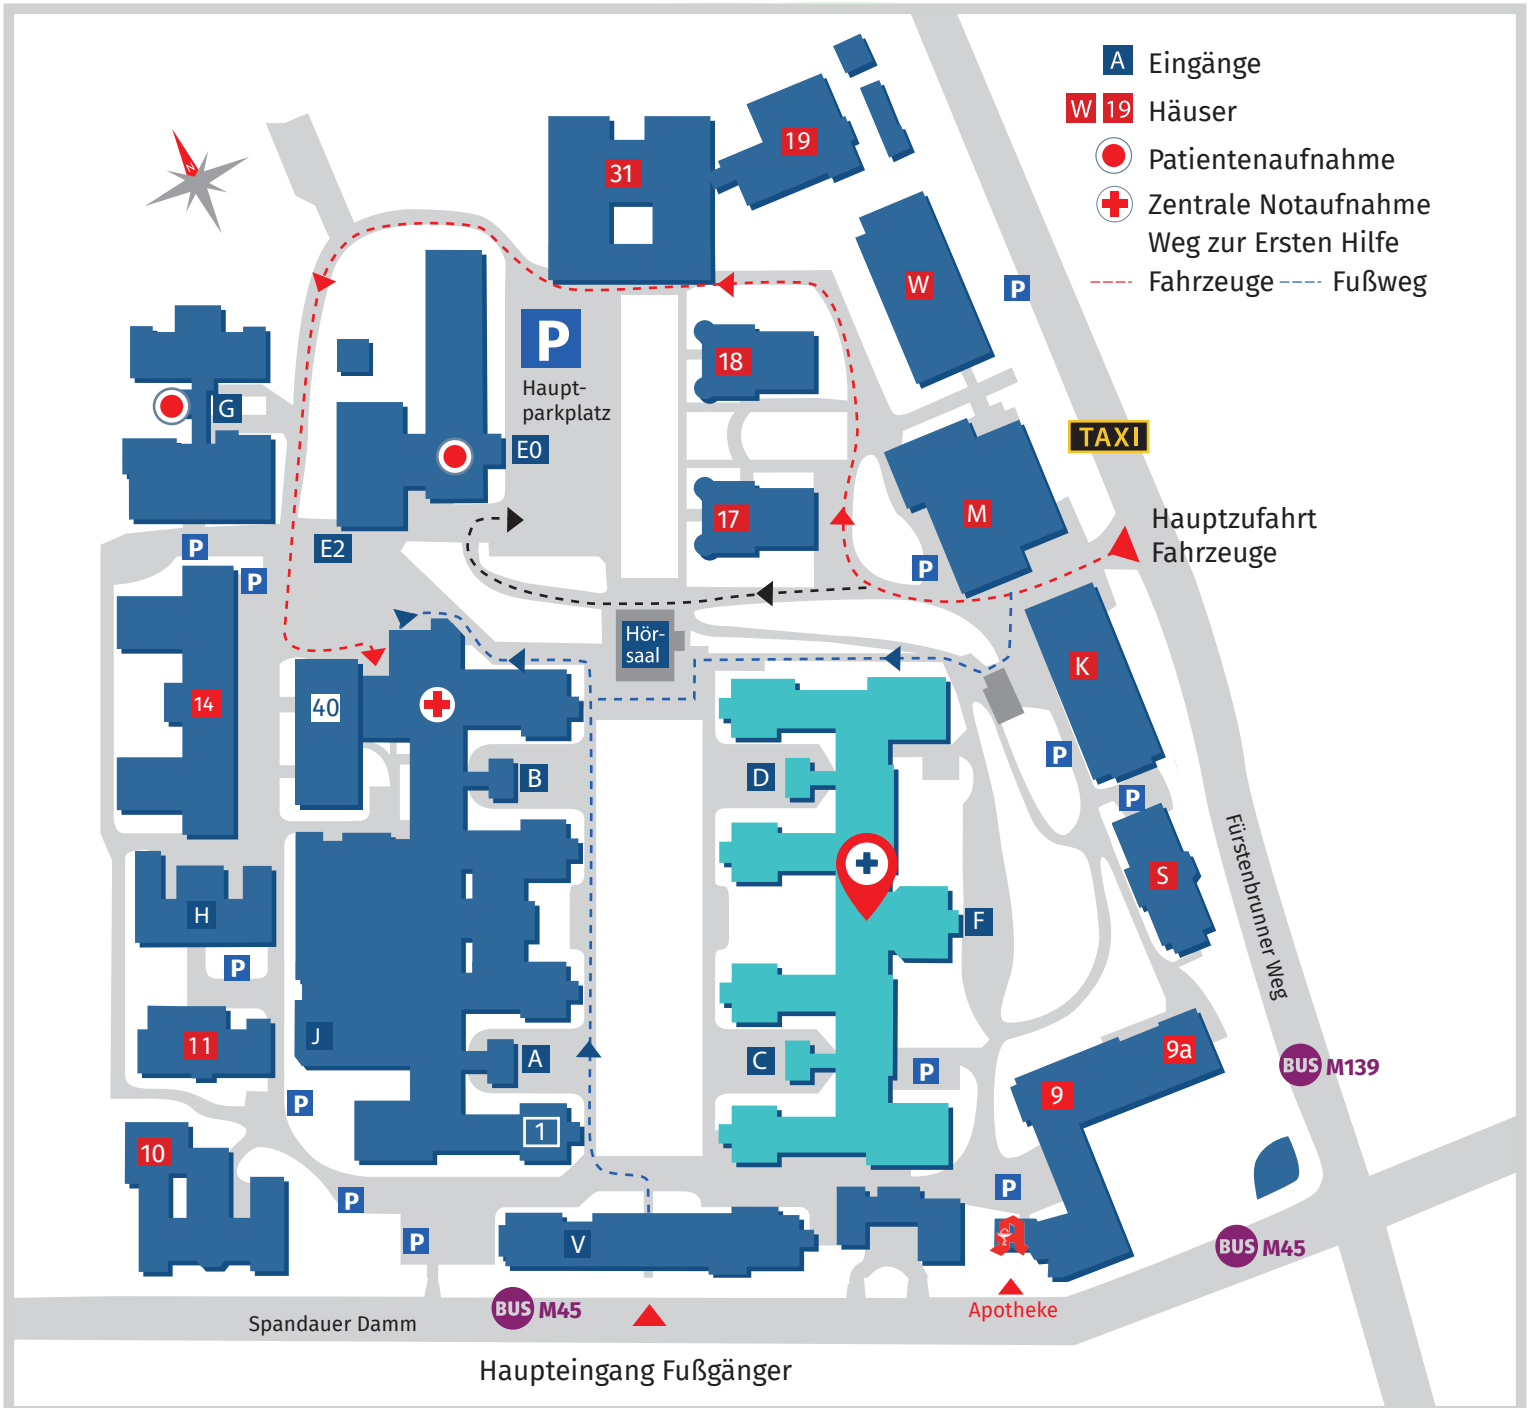 A Eingänge
W 19 Häuser
Patientenaufnahme
Zentrale Notaufnahme
Weg zur Ersten Hilfe
Fahrzeuge
Fußweg
N
19
31
W
P
18
P
Haupt-
parkplatz
G
E0
TAXI
M
17
Hauptzufahrt
Fahrzeuge
P
E2
P
P
Hör-
saal
K
14
40
P
B
D
P
Fürstenbrunner Weg
S
H
F
P
J
11
A
C
P
9a
9
BUS M139
P
1
10
P
P
P
V
A
BUS M45
BUS M45
Apotheke
Spandauer Damm
Haupteingang Fußgänger